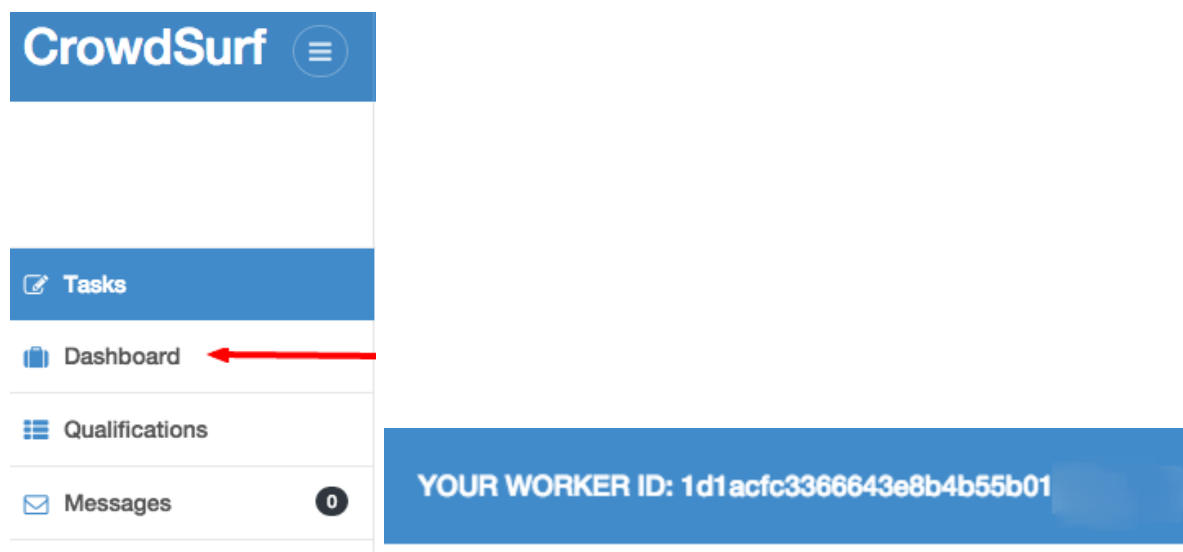 CrowdSurf
Tasks
Dashboard
Qualifications
Messages 0
YOUR WORKER ID: 1d1acfc3366643e8b4b55b01